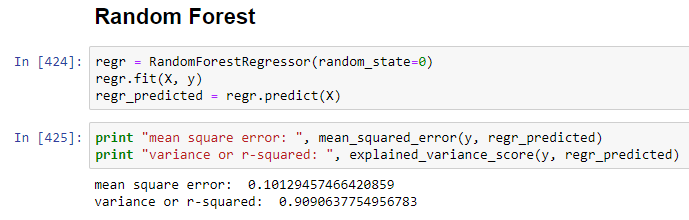 Random Forest
In [424]: regr = RandomForestRegressor(random_state=0)
regr.fit(X, y)
regr_predicted = regr.predict(X)
In [425]: print "mean square error: ", mean_squared_error(y, regr_predicted)
print "variance or r-squared: ", explained_variance_score(y, regr_predicted)
mean square error:  0.10129457466420859
variance or r-squared:  0.9090637754956783